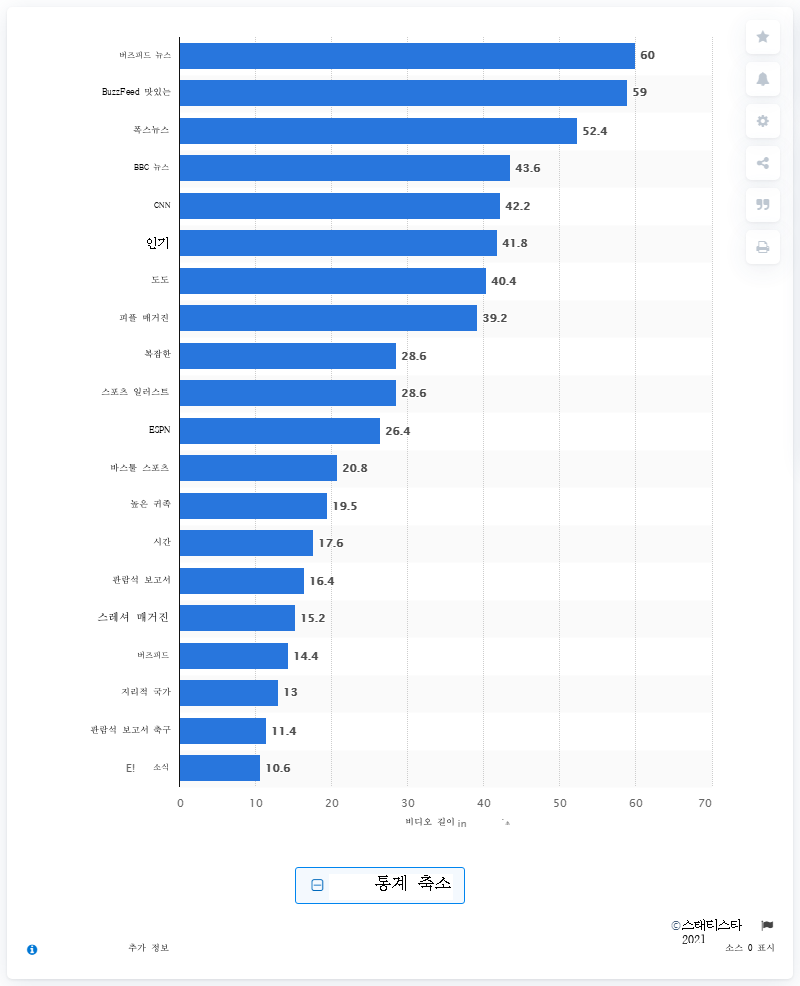 버즈피드 뉴스 60
BuzzFeed 맛있는 59
폭스뉴스 52.4
BBC 뉴스 43.6
CNN 42.2
인기 41.8
도도 40.4
피플 매거진 39.2
복잡한 28.6
스포츠 일러스트 28.6
ESPN 26.4
바스툴 스포츠 20.8
높은 귀족 19.5
시간 17.6
관람석 보고서 16.4
스레셔 매거진 15.2
버즈피드 14.4
지리적 국가 13
관람석 보고서 축구 11.4
E! 소식 10.6
0 10 20 30 40 50 60 70
비디오 길이 in
통계 축소
©스태티스타
2021
추가 정보
소스 0 표시